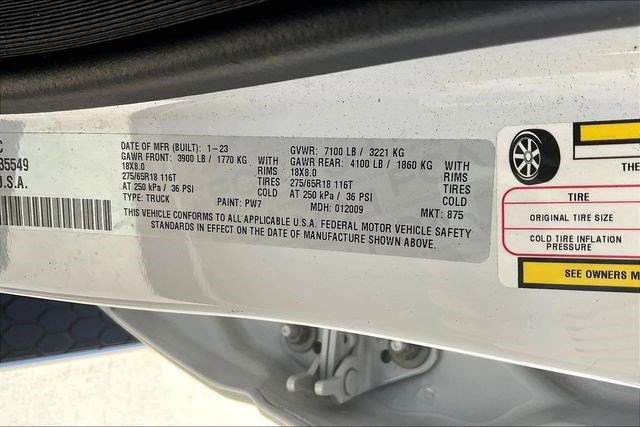 C
35549
U.S.A.
DATE OF MFR (BUILT): 1-23
GAWR FRONT: 3900 LB / 1770 KG WITH
18X8.0 RIMS
275/65R18 116T TIRES
AT 250 kPa / 36 PSI COLD
TYPE: TRUCK PAINT: PW7
GVWR: 7100 LB / 3221 KG
GAWR REAR: 4100 LB / 1860 KG WITH
18X8.0 RIMS
275/65R18 116T TIRES
AT 250 kPa / 36 PSI COLD
MDH: 012009 MKT: 875
THIS VEHICLE CONFORMS TO ALL APPLICABLE U.S.A. FEDERAL MOTOR VEHICLE SAFETY
STANDARDS IN EFFECT ON THE DATE OF MANUFACTURE SHOWN ABOVE.
THE
TIRE
ORIGINAL TIRE SIZE
COLD TIRE INFLATION
PRESSURE
SEE OWNERS M